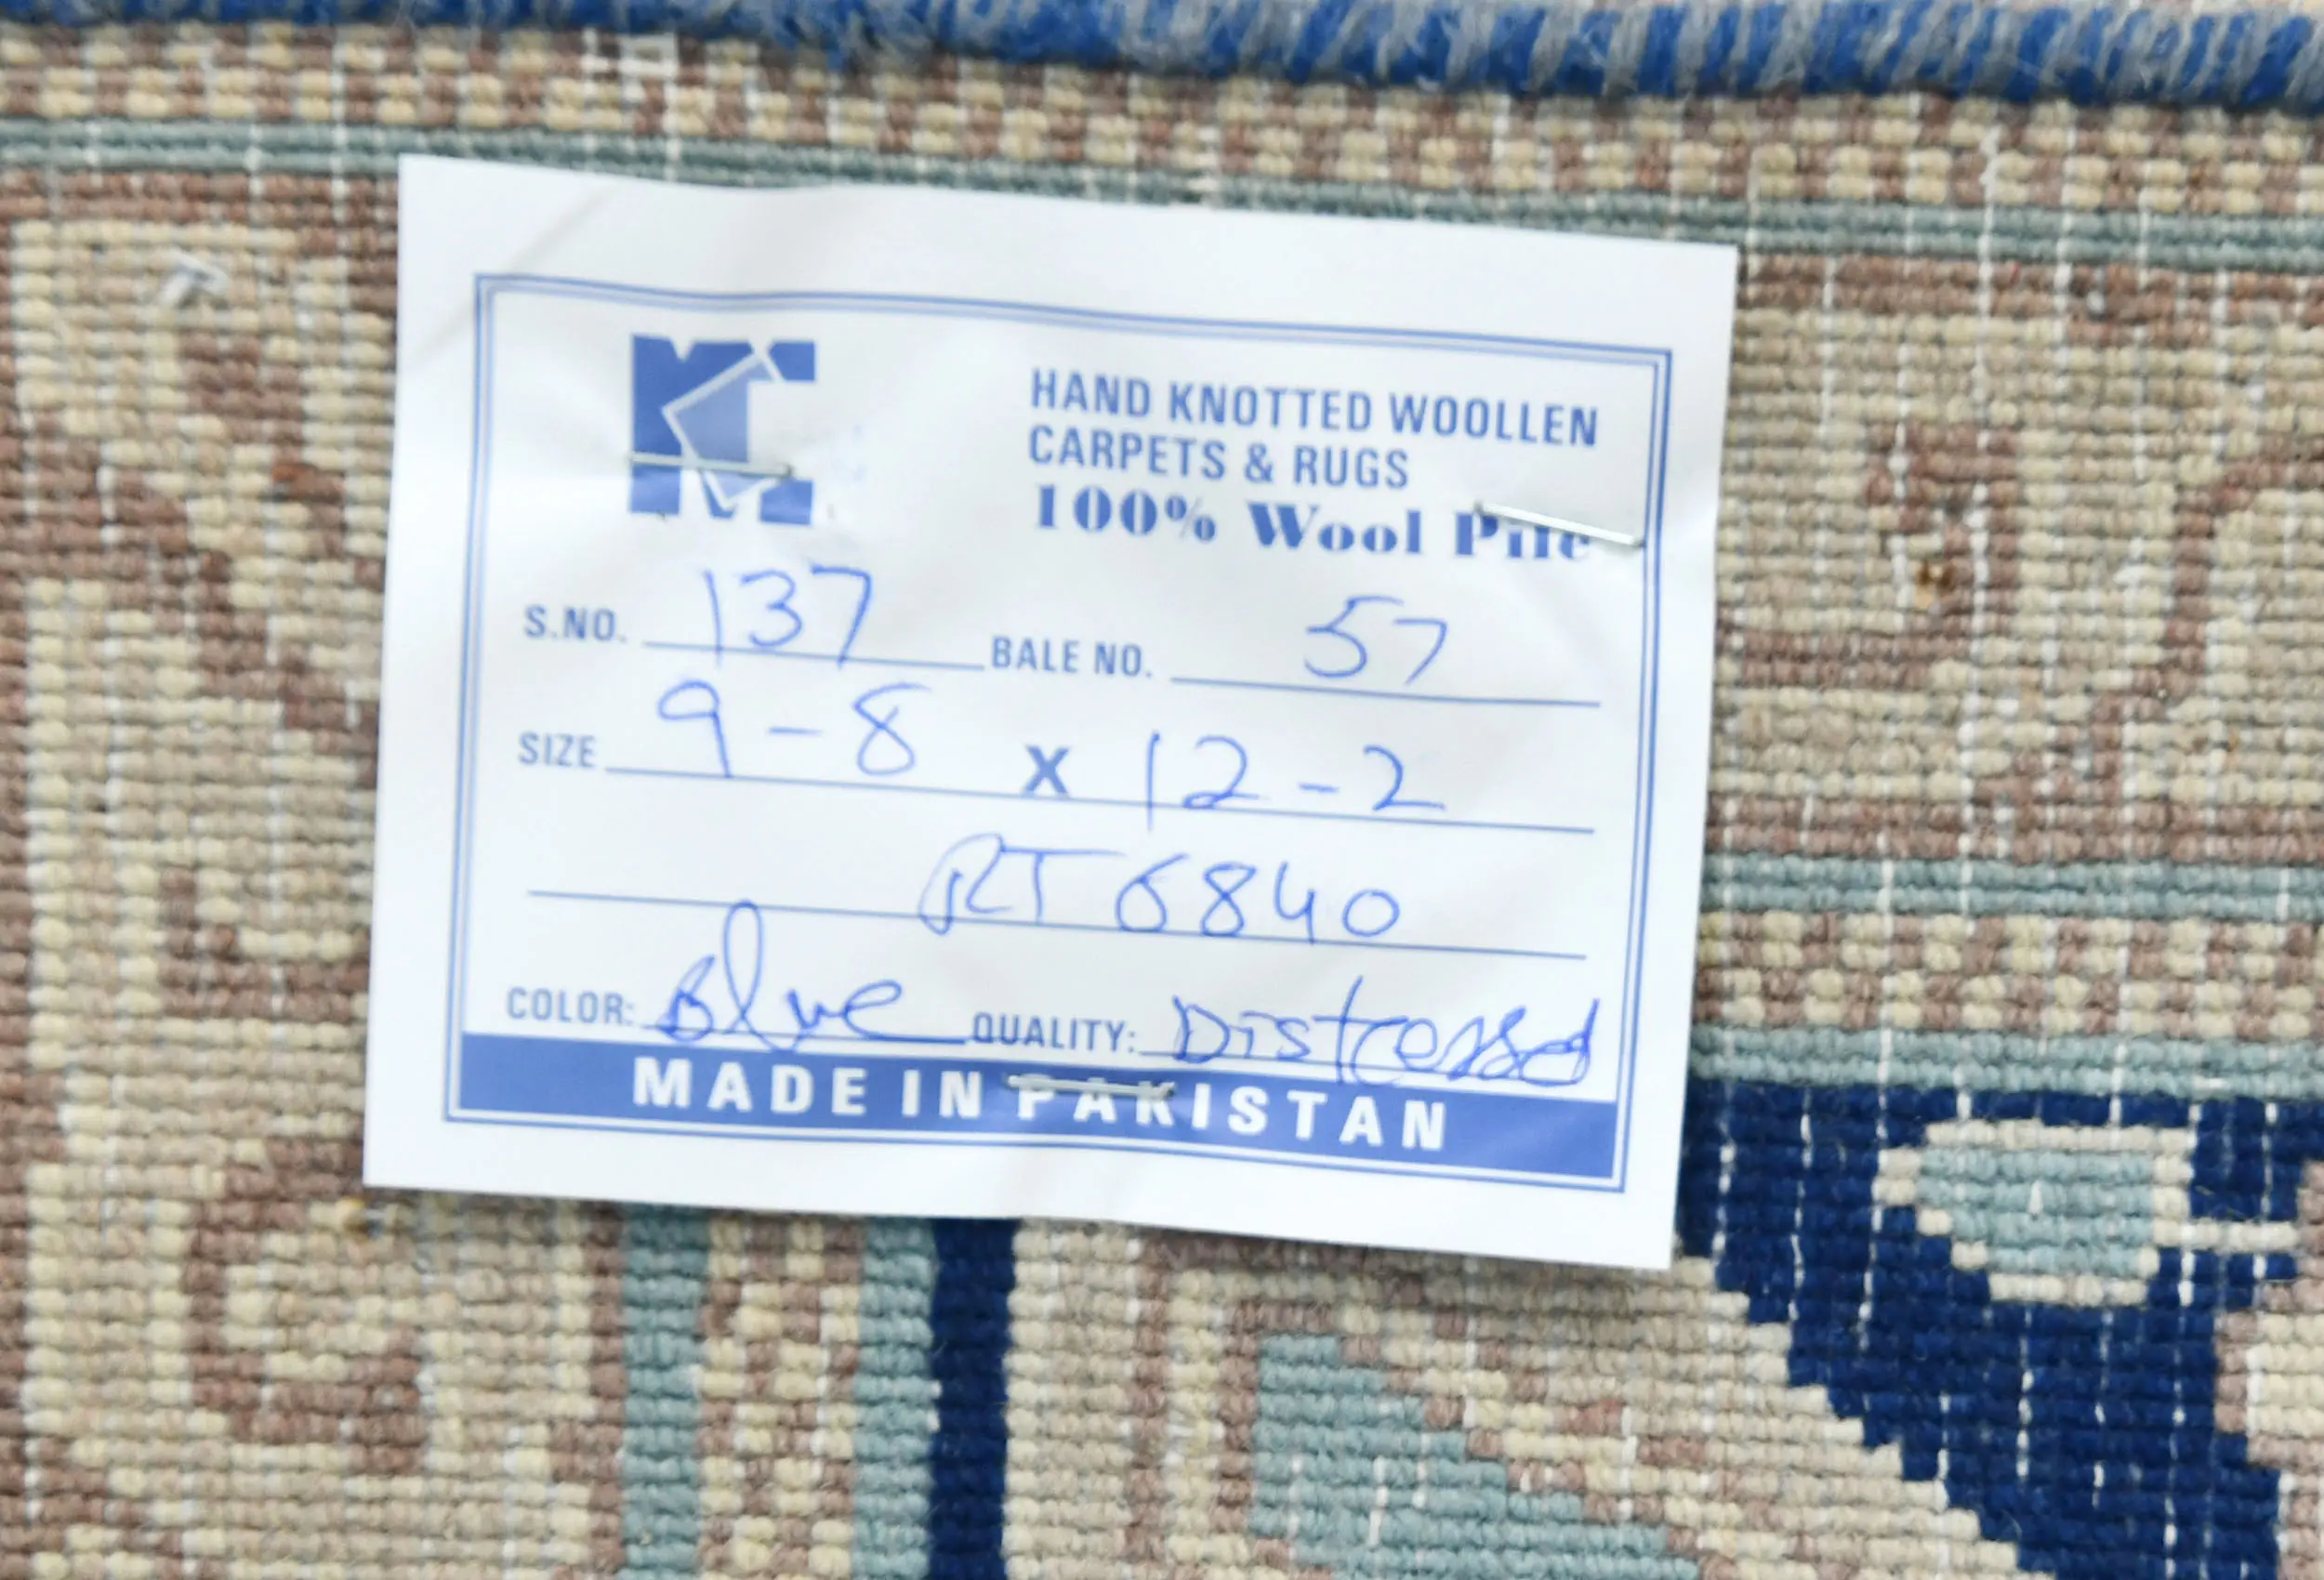 HAND KNOTTED WOOLLEN
CARPETS & RUGS
100% Wool Pile
S.NO. 137 BALE NO. 57
SIZE 9-8 X 12-2
RT 6840
COLOR: Blue QUALITY: Distressed
MADE IN PAKISTAN